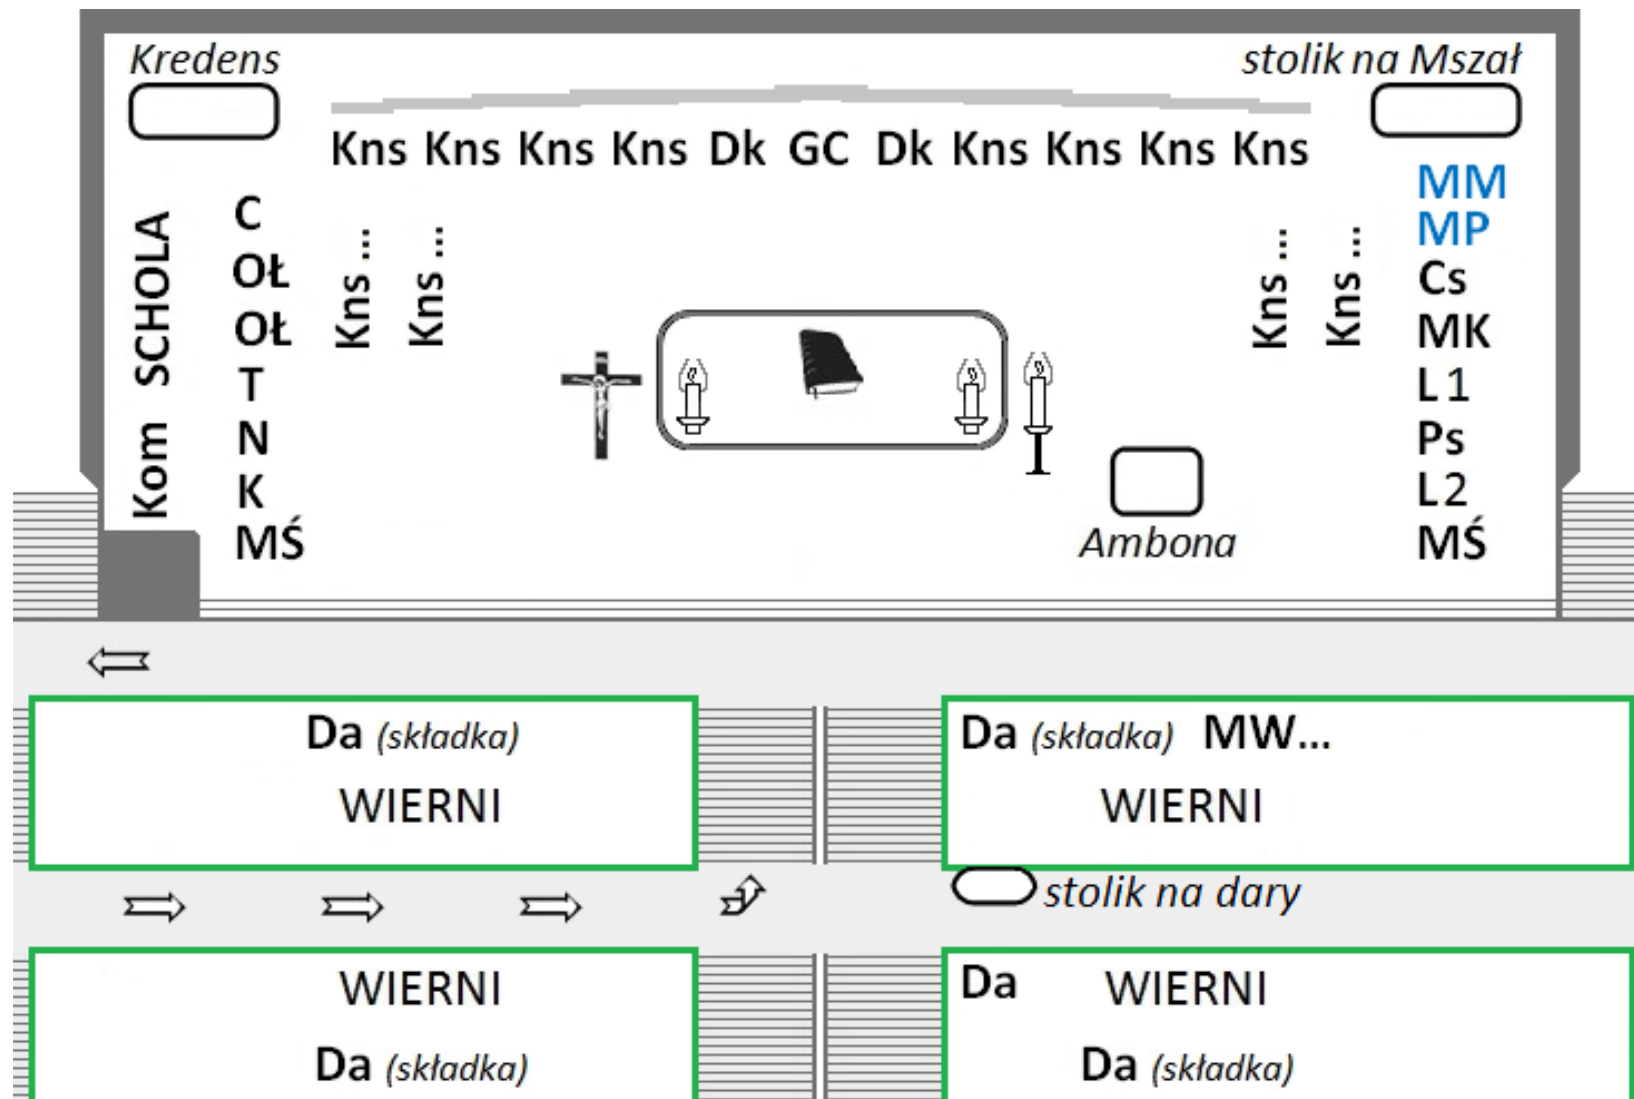 Kredens
stolik na Mszał
Kns Kns Kns Kns Dk GC Dk Kns Kns Kns Kns
Kom SCHOLA
C
OŁ
OŁ
T
N
K
MŚ
Kns ...
Kns ...
Kns ...
Kns ...
MM
MP
Cs
MK
L 1
Ps
L 2
MŚ
Ambona
Da (składka)
WIERNI
Da (składka) MW...
WIERNI
stolik na dary
WIERNI
Da (składka)
Da WIERNI
Da (składka)